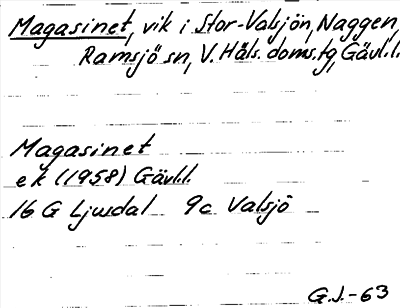 Magasinet, vik i Stor-Valsjön, Naggen,
Ramsjö sn, V. Häls. doms.tg, Gävl.l.
Magasinet
ek (1958) Gävl.l.
16 G Ljusdal 9c Valsjö
G.J.-63